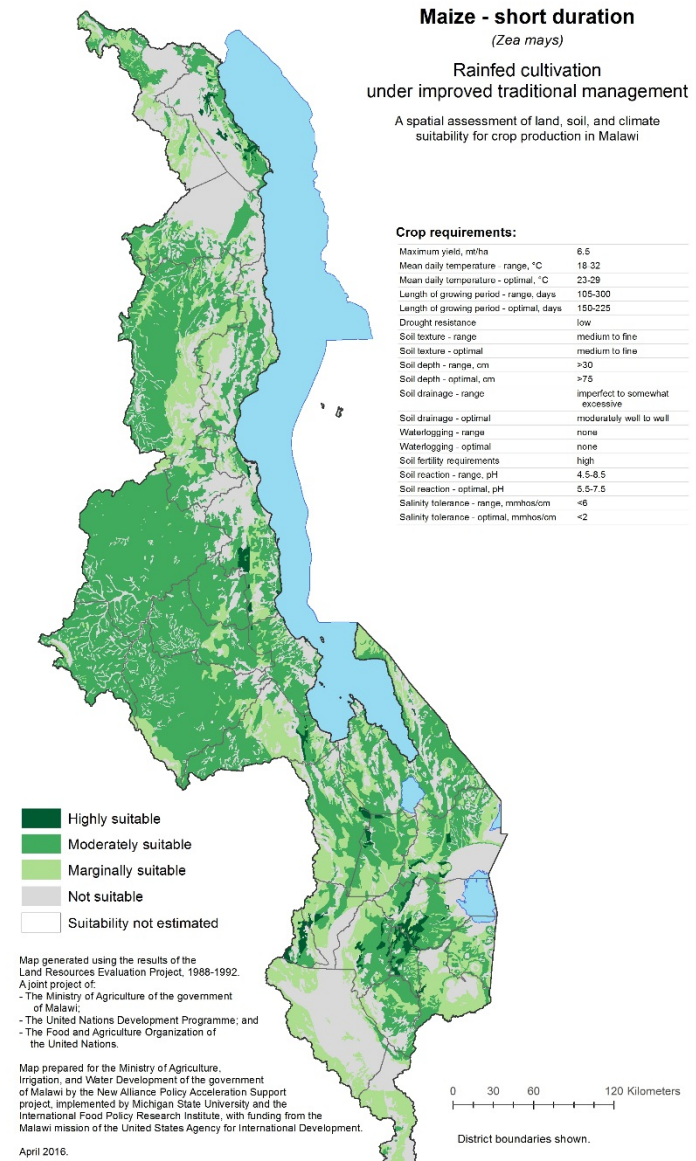 Maize - short duration
(Zea mays)
Rainfed cultivation
under improved traditional management
A spatial assessment of land, soil, and climate
suitability for crop production in Malawi
Crop requirements:
Maximum yield, mt/ha 6.5
Mean daily temperature - range, °C 18-32
Mean daily temperature - optimal, °C 23-29
Length of growing period - range, days 105-300
Length of growing period - optimal, days 150-225
Drought resistance low
Soil texture - range medium to fine
Soil texture - optimal medium to fine
Soil depth - range, cm >30
Soil depth - optimal, cm >75
Soil drainage - range imperfect to somewhat
excessive
Soil drainage - optimal moderately well to well
Waterlogging - range none
Waterlogging - optimal none
Soil fertility requirements high
Soil reaction - range, pH 4.5-8.5
Soil reaction - optimal, pH 5.5-7.5
Salinity tolerance - range, mmhos/cm <6
Salinity tolerance - optimal, mmhos/cm <2
Highly suitable
Moderately suitable
Marginally suitable
Not suitable
Suitability not estimated
Map generated using the results of the
Land Resources Evaluation Project, 1988-1992.
A joint project of:
- The Ministry of Agriculture of the government
of Malawi;
- The United Nations Development Programme; and
- The Food and Agriculture Organization of
the United Nations.
Map prepared for the Ministry of Agriculture,
Irrigation, and Water Development of the government
of Malawi by the New Alliance Policy Acceleration Support
project, implemented by Michigan State University and the
International Food Policy Research Institute, with funding from the
Malawi mission of the United States Agency for International Development.
April 2016.
0 30 60 120 Kilometers
District boundaries shown.